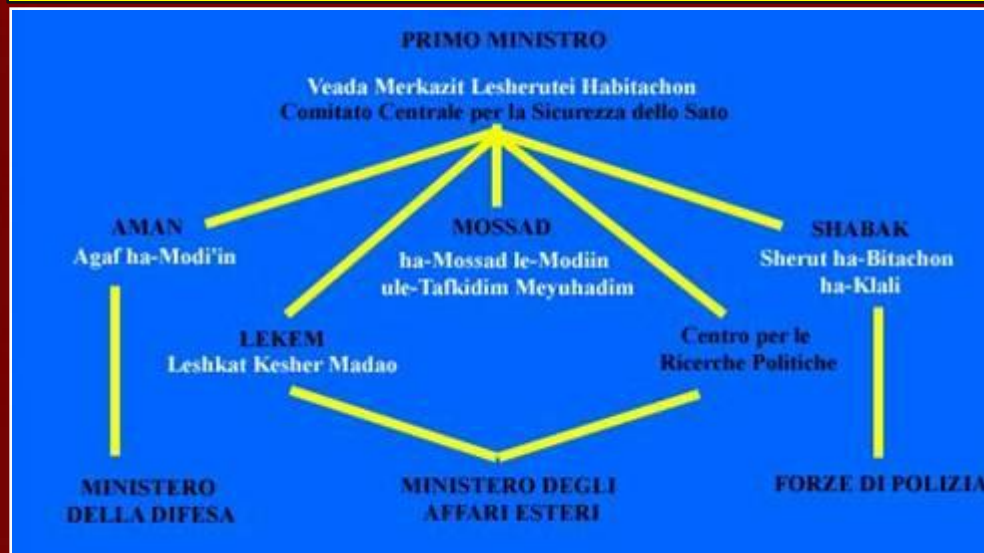 PRIMO MINISTRO
Veada Merkazit Lesherutei Habitachon
Comitato Centrale per la Sicurezza dello Sato
AMAN
Agaf ha-Modi'in
MOSSAD
ha-Mossad le-Modiin
ule-Tafkidim Meyuhadim
SHABAK
Sherut ha-Bitachon
ha-Klali
LEKEM
Leshkat Kesher Madao
Centro per le
Ricerche Politiche
MINISTERO
DELLA DIFESA
MINISTERO DEGLI
AFFARI ESTERI
FORZE DI POLIZIA